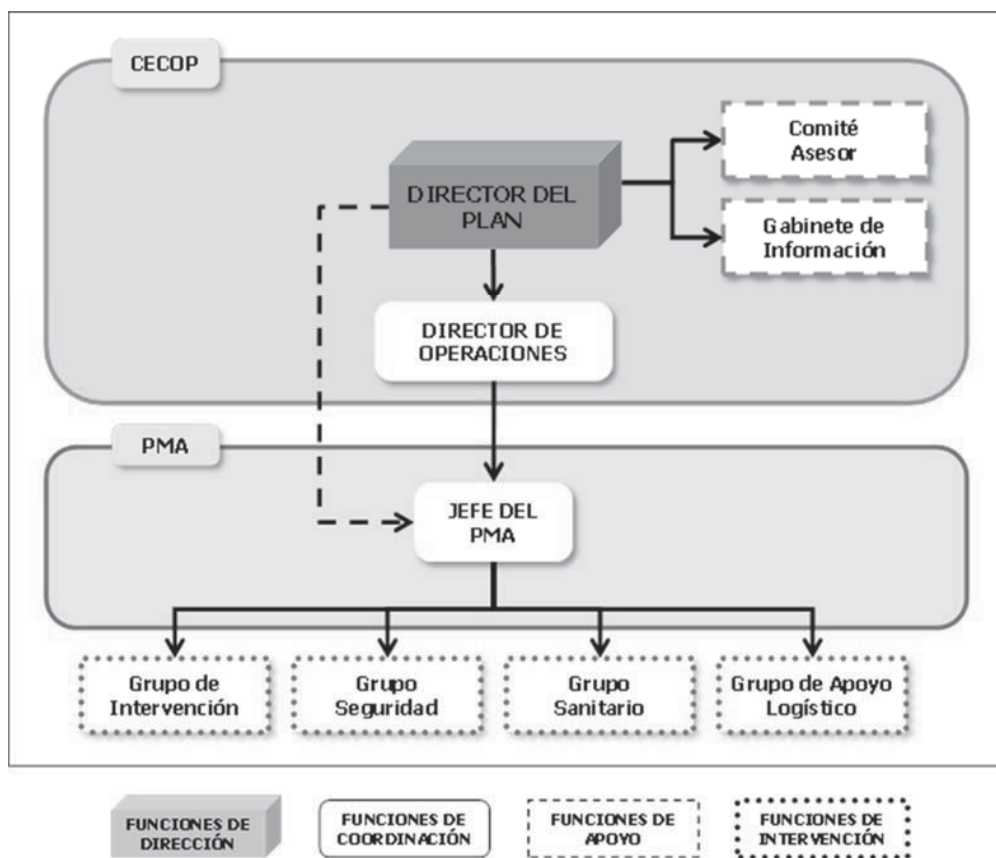 CECOP
Comité
Asesor
DIRECTOR DEL
PLAN
Gabinete de
Información
DIRECTOR DE
OPERACIONES
PMA
JEFE DEL
PMA
Grupo de
Intervención
Grupo
Seguridad
Grupo
Sanitario
Grupo de Apoyo
Logístico
FUNCIONES DE
DIRECCIÓN
FUNCIONES DE
COORDINACIÓN
FUNCIONES DE
APOYO
FUNCIONES DE
INTERVENCIÓN